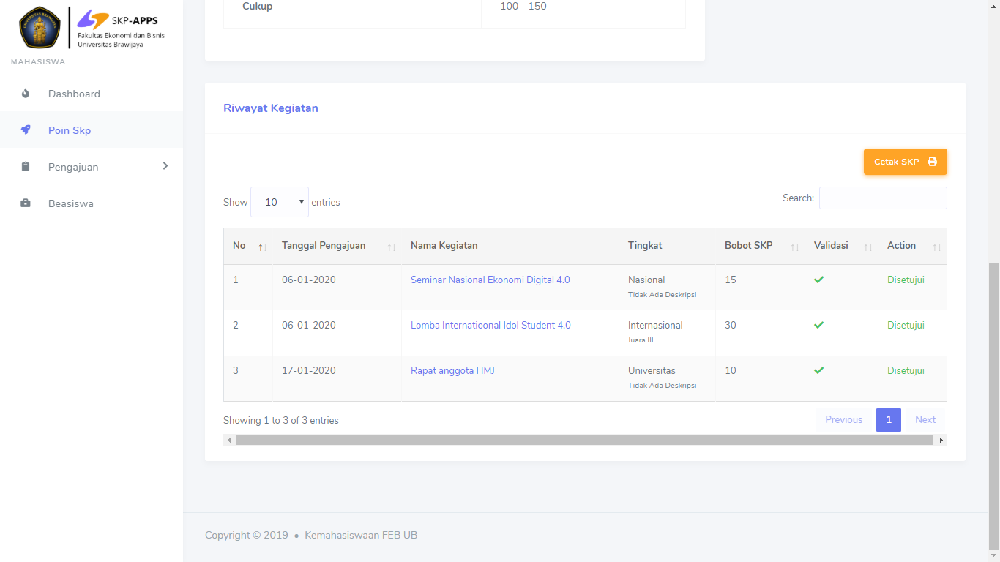 SKP-APPS
Fakultas Ekonomi dan Bisnis
Universitas Brawijaya
MAHASISWA
Dashboard
Poin Skp
Pengajuan
Beasiswa
Cukup 100 - 150
Riwayat Kegiatan
Cetak SKP
Show 10 entries
Search:
No Tanggal Pengajuan Nama Kegiatan Tingkat Bobot SKP Validasi Action
1 06-01-2020 Seminar Nasional Ekonomi Digital 4.0 Nasional 15 Disetujui
Tidak Ada Deskripsi
2 06-01-2020 Lomba Internatioonal Idol Student 4.0 Internasional 30 Disetujui
Juara III
3 17-01-2020 Rapat anggota HMJ Universitas 10 Disetujui
Tidak Ada Deskripsi
Showing 1 to 3 of 3 entries
Previous 1 Next
Copyright © 2019 • Kemahasiswaan FEB UB